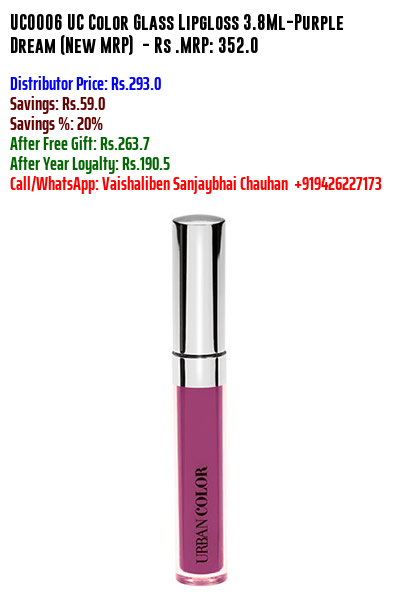 UC0006 UC Color Glass Lipgloss 3.8Ml-Purple
Dream (New MRP) - Rs .MRP: 352.0
Distributor Price: Rs.293.0
Savings: Rs.59.0
Savings %: 20%
After Free Gift: Rs.263.7
After Year Loyalty: Rs.190.5
Call/WhatsApp: Vaishaliben Sanjaybhai Chauhan +919426227173
URBAN COLOR